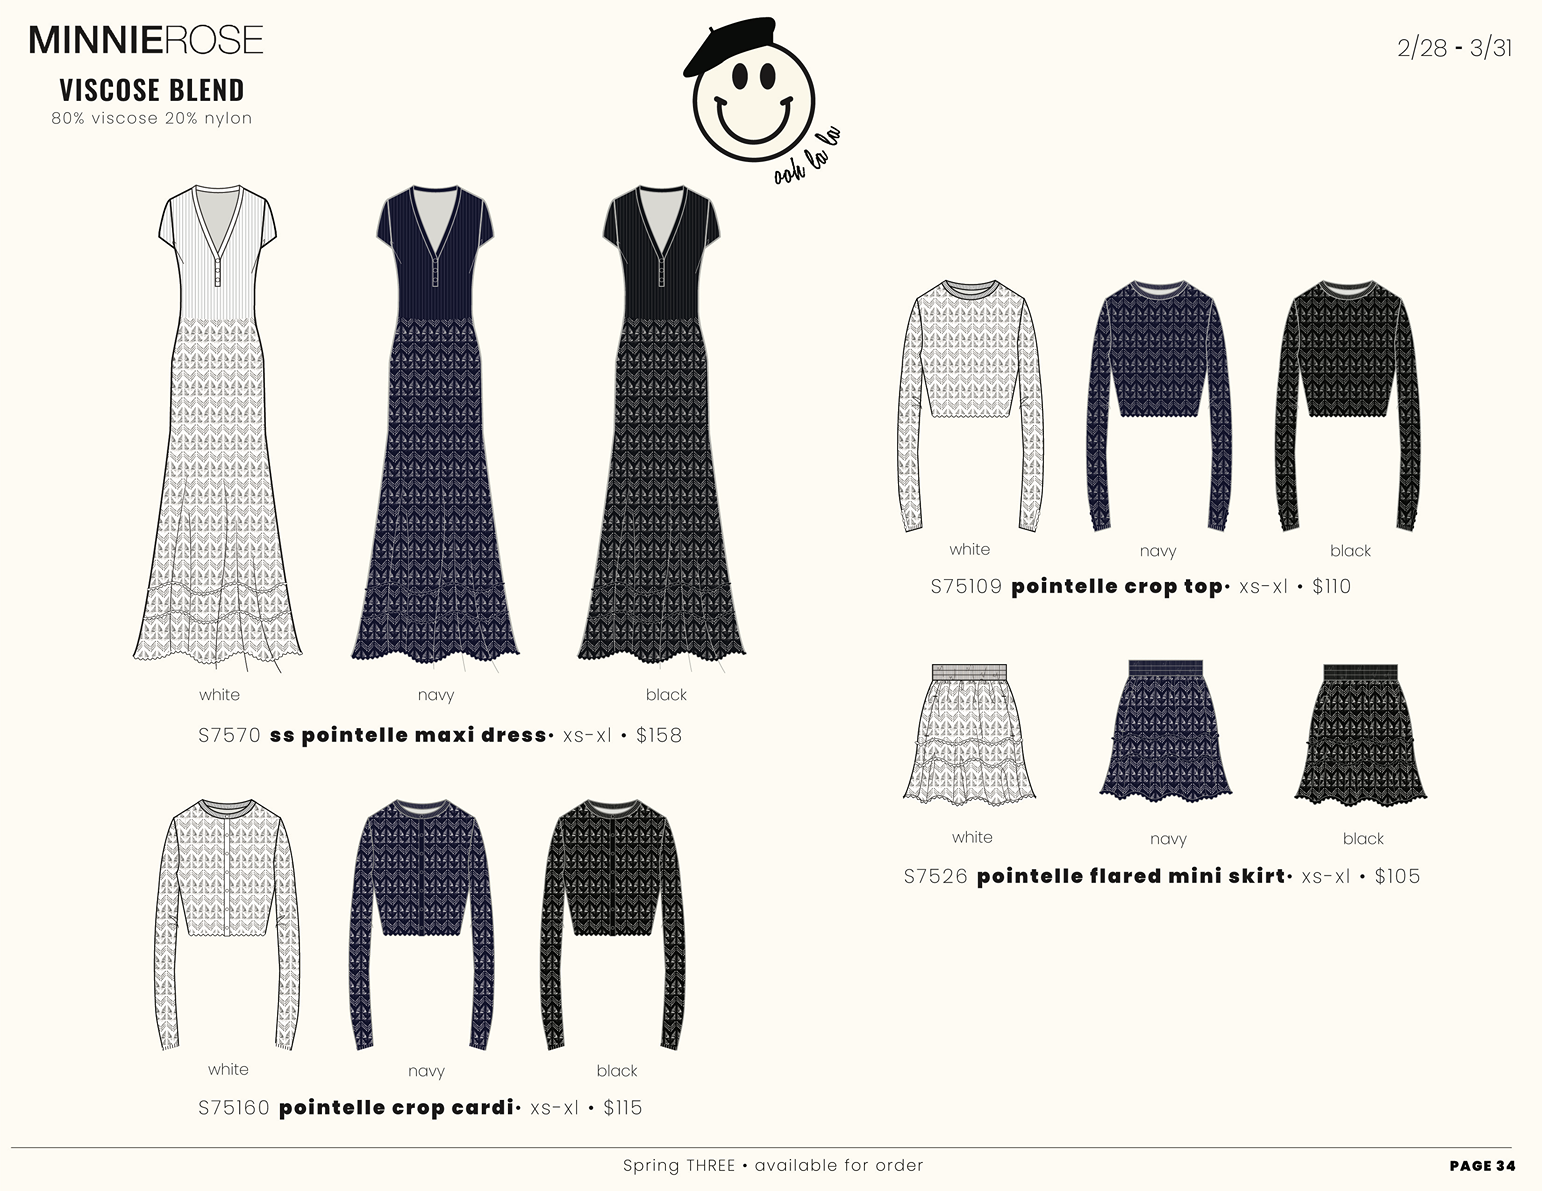 MINNIEROSE
VISCOSE BLEND
80% viscose 20% nylon
ooh la la
2/28 - 3/31
white
navy
black
S7570 ss pointelle maxi dress• xs-xl • $158
white
navy
black
S75109 pointelle crop top• xs-xl • $110
white
navy
black
S7526 pointelle flared mini skirt• xs-xl • $105
white
navy
black
S75160 pointelle crop cardi• xs-xl • $115
Spring THREE • available for order
PAGE 34